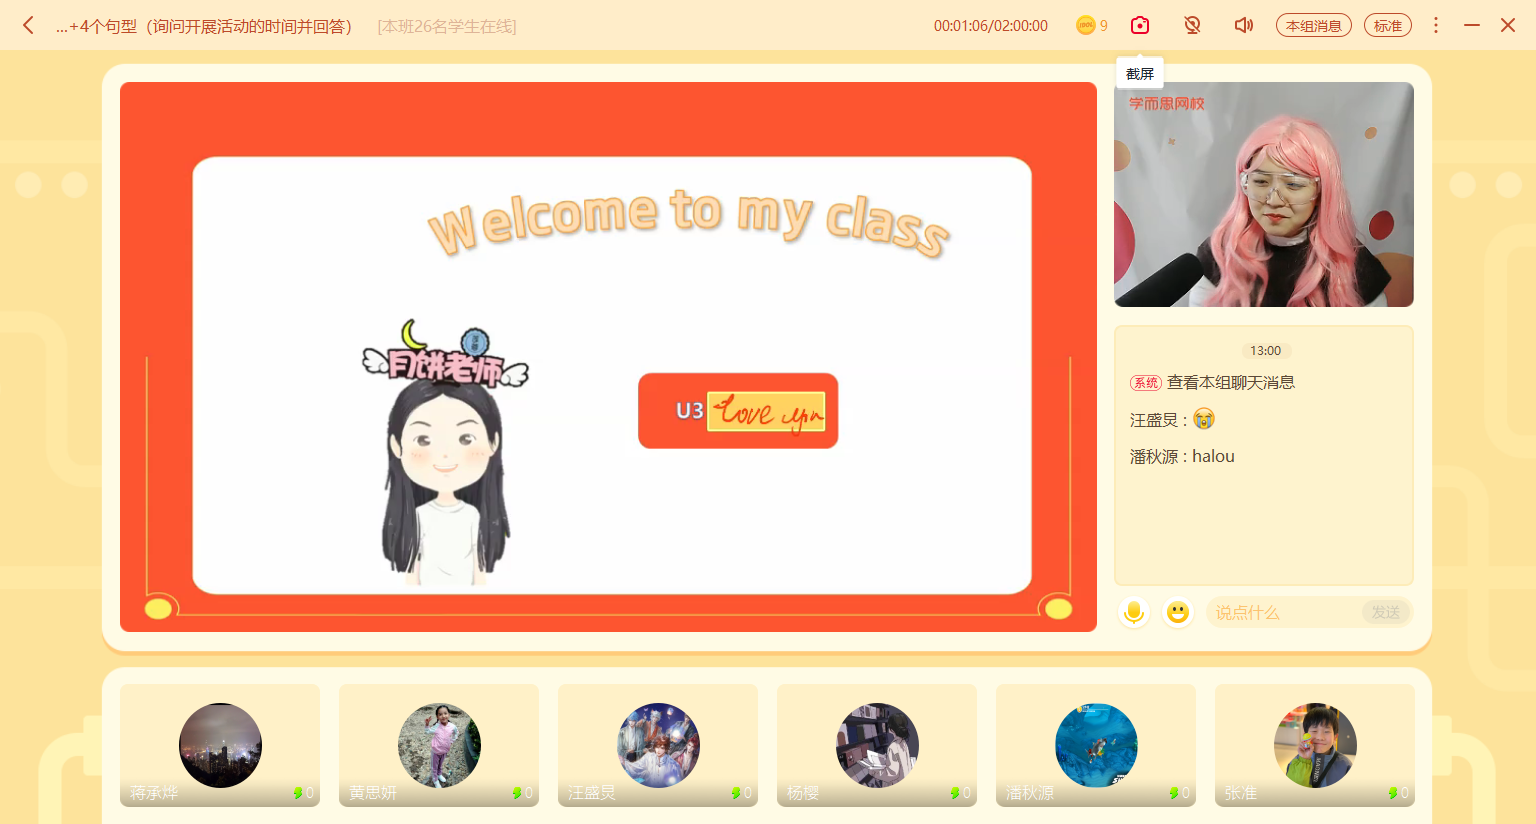 ...+4个句型（询问开展活动的时间并回答）
[本班26名学生在线]
00:01:06/02:00:00
9
本组消息
标准
截屏
学而思网校
Welcome to my class
月饼老师
U3 Love you
13:00
系统 查看本组聊天消息
汪盛炅 : 😭
潘秋源 : halou
说点什么
发送
蒋承烨 0
黄思妍 0
汪盛炅 0
杨樱 0
潘秋源 0
张准 0